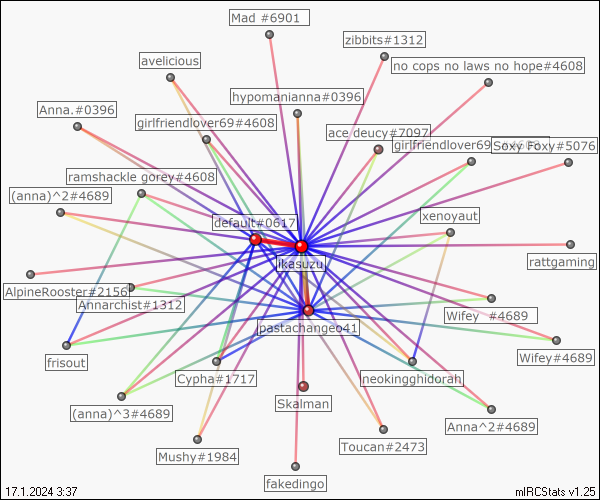 Mad #6901
zibbits#1312
avelicious
no cops no laws no hope#4608
hypomanianna#0396
Anna.#0396
girlfriendlover69#4608
ace deucy#7097
girlfriendlover69
Soxy Foxy#5076
ramshackle gorey#4608
(anna)^2#4689
default#0617
xenoyaut
ikasuzu
rattgaming
AlpineRooster#2156
Annarchist#1312
Wifey #4689
pastachangeo41
frisout
Wifey#4689
Cypha#1717
neokingghidorah
Skalman
(anna)^3#4689
Anna^2#4689
Toucan#2473
Mushy#1984
fakedingo
17.1.2024 3:37
mIRCStats v1.25